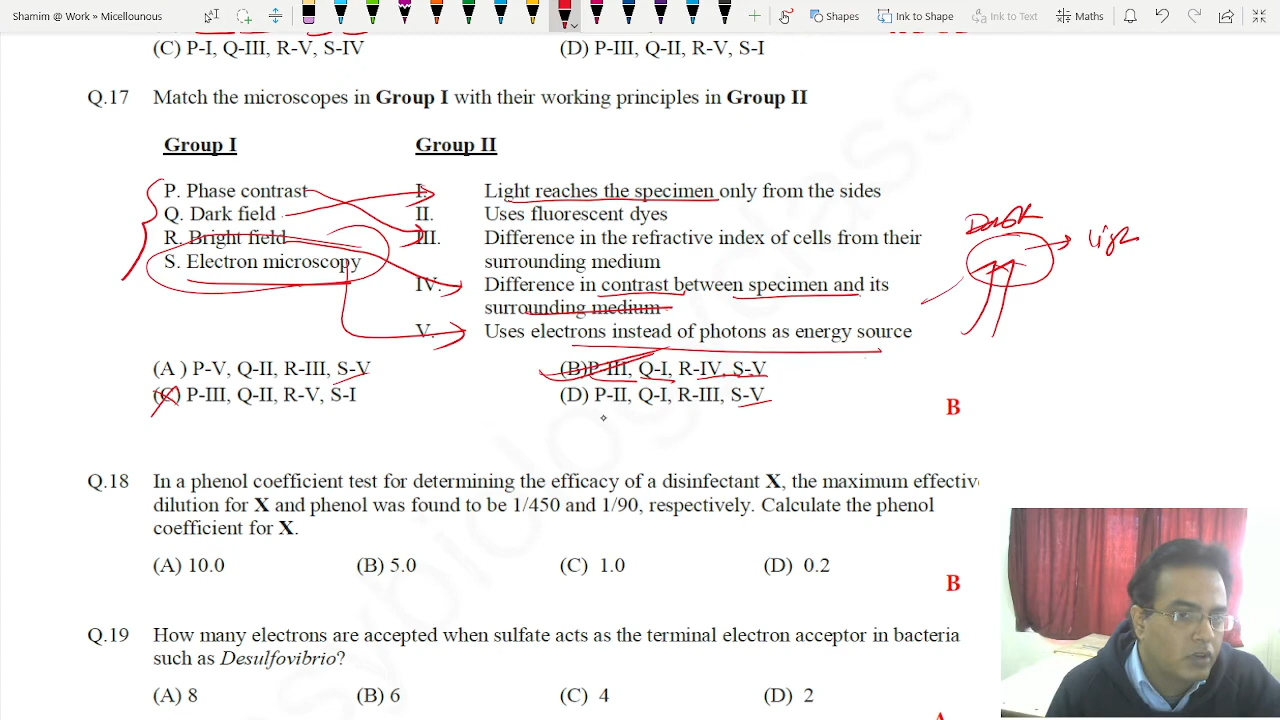 Shamim @ Work » Micellounous
Shapes Ink to Shape Ink to Text Maths
(C) P-I, Q-III, R-V, S-IV (D) P-III, Q-II, R-V, S-I
Q.17 Match the microscopes in Group I with their working principles in Group II
Group I Group II
P. Phase contrast I. Light reaches the specimen only from the sides
Q. Dark field II. Uses fluorescent dyes
R. Bright field III. Difference in the refractive index of cells from their
S. Electron microscopy surrounding medium
IV. Difference in contrast between specimen and its
surrounding medium
V. Uses electrons instead of photons as energy source
Dark
(A ) P-V, Q-II, R-III, S-V (B) P-III, Q-I, R-IV, S-V
(C) P-III, Q-II, R-V, S-I (D) P-II, Q-I, R-III, S-V
B
Q.18 In a phenol coefficient test for determining the efficacy of a disinfectant X, the maximum effectiv
dilution for X and phenol was found to be 1/450 and 1/90, respectively. Calculate the phenol
coefficient for X.
(A) 10.0 (B) 5.0 (C) 1.0 (D) 0.2
B
Q.19 How many electrons are accepted when sulfate acts as the terminal electron acceptor in bacteria
such as Desulfovibrio?
(A) 8 (B) 6 (C) 4 (D) 2
A